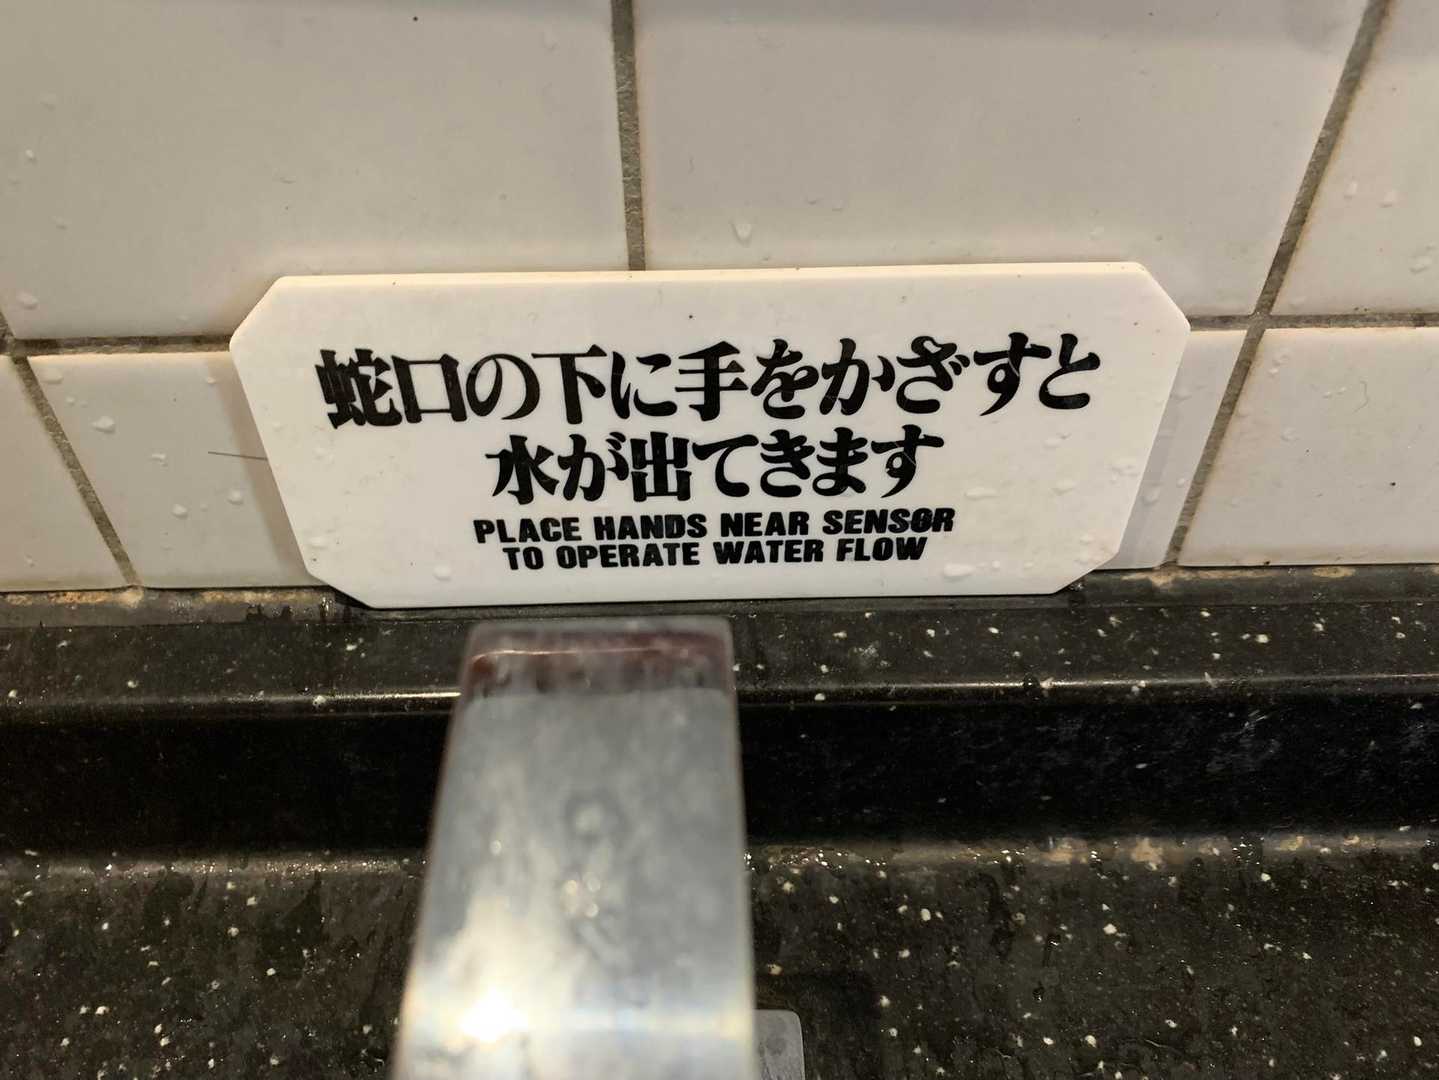 蛇口の下に手をかざすと
水が出てきます
PLACE HANDS NEAR SENSOR
TO OPERATE WATER FLOW